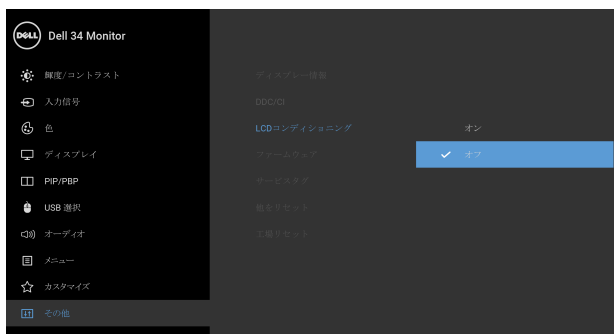 DELL
Dell 34 Monitor
輝度/コントラスト
入力信号
色
ディスプレイ
PIP/PBP
USB 選択
オーディオ
メニュー
カスタマイズ
その他
ディスプレー情報
DDC/CI
LCDコンディショニング
オン
オフ
ファームウェア
サービスタグ
他をリセット
工場リセット